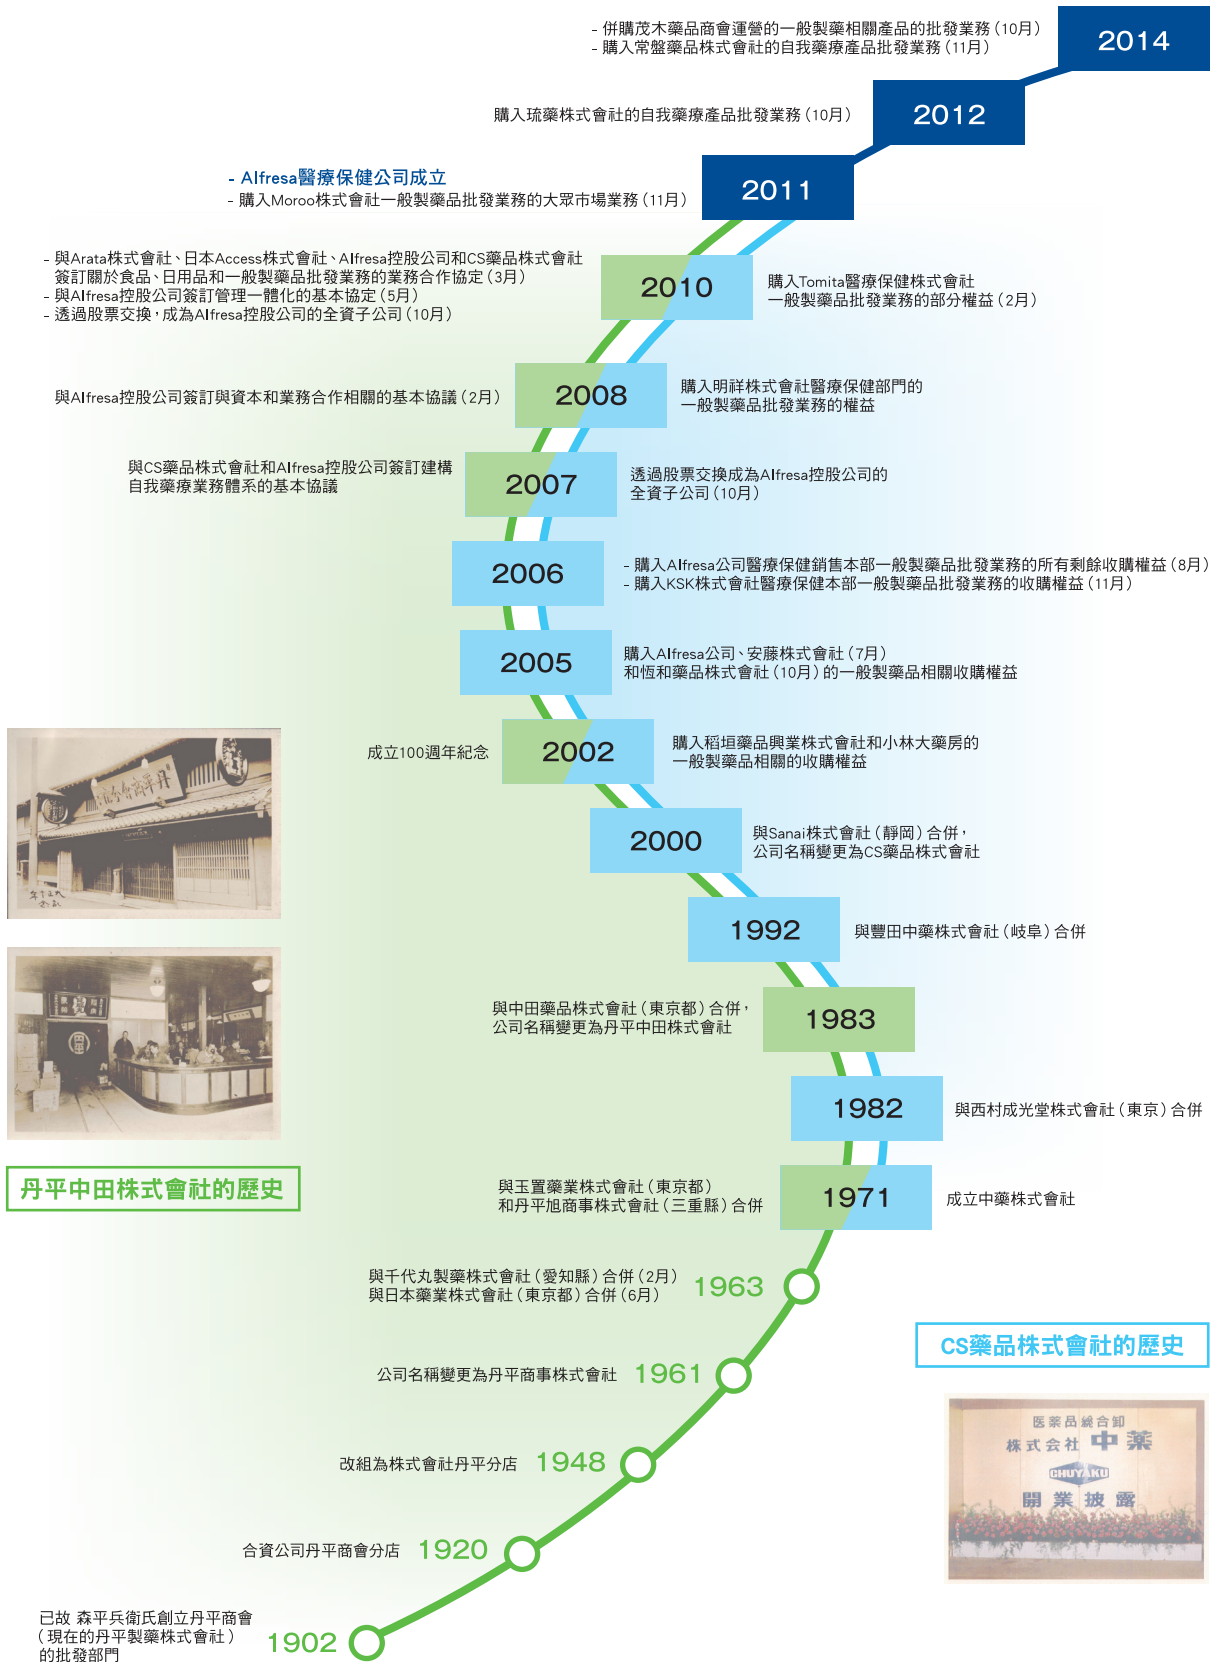 - 併購茂木藥品商會運營的一般製藥相關產品的批發業務（10月）
- 購入常盤藥品株式會社的自我藥療產品批發業務（11月）
2014
購入琉藥株式會社的自我藥療產品批發業務（10月）
2012
- Alfresa醫療保健公司成立
- 購入Moroo株式會社一般製藥品批發業務的大眾市場業務（11月）
2011
- 與Arata株式會社、日本Access株式會社、Alfresa控股公司和CS藥品株式會社
簽訂關於食品、日用品和一般製藥品批發業務的業務合作協定（3月）
- 與Alfresa控股公司簽訂管理一體化的基本協定（5月）
- 透過股票交換，成為Alfresa控股公司的全資子公司（10月）
2010
購入Tomita醫療保健株式會社
一般製藥品批發業務的部分權益（2月）
與Alfresa控股公司簽訂與資本和業務合作相關的基本協議（2月）
2008
購入明祥株式會社醫療保健部門的
一般製藥品批發業務的權益
與CS藥品株式會社和Alfresa控股公司簽訂建構
自我藥療業務體系的基本協議
2007
透過股票交換成為Alfresa控股公司的
全資子公司（10月）
2006
- 購入Alfresa公司醫療保健銷售本部一般製藥品批發業務的所有剩餘收購權益（8月）
- 購入KSK株式會社醫療保健本部一般製藥品批發業務的收購權益（11月）
2005
購入Alfresa公司、安藤株式會社（7月）
和恆和藥品株式會社（10月）的一般製藥品相關收購權益
成立100週年紀念
2002
購入稻垣藥品興業株式會社和小林大藥房的
一般製藥品相關的收購權益
2000
與Sanai株式會社（靜岡）合併，
公司名稱變更為CS藥品株式會社
1992
與豐田中藥株式會社（岐阜）合併
與中田藥品株式會社（東京都）合併，
公司名稱變更為丹平中田株式會社
1983
1982
與西村成光堂株式會社（東京）合併
丹平中田株式會社的歷史
與玉置藥業株式會社（東京都）
和丹平旭商事株式會社（三重縣）合併
1971
成立中藥株式會社
與千代丸製藥株式會社（愛知縣）合併（2月）
與日本藥業株式會社（東京都）合併（6月）
1963
CS藥品株式會社的歷史
公司名稱變更為丹平商事株式會社
1961
医薬品総合卸
株式会社 中薬
CHUYAKU
開業披露
改組為株式會社丹平分店
1948
合資公司丹平商會分店
1920
已故 森平兵衛氏創立丹平商會
（現在的丹平製藥株式會社）
的批發部門
1902